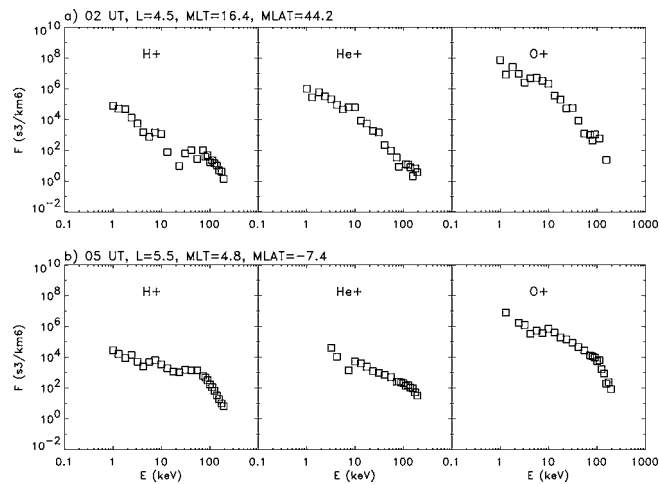 a) 02 UT, L=4.5, MLT=16.4, MLAT=44.2
F (s3/km6)
10^10
10^8
10^6
10^4
10^2
10^0
10^-2
H+
He+
O+
0.1 1 10 100 0.1 1 10 100 0.1 1 10 100 1000
b) 05 UT, L=5.5, MLT=4.8, MLAT=-7.4
F (s3/km6)
10^10
10^8
10^6
10^4
10^2
10^0
10^-2
H+
He+
O+
0.1 1 10 100 0.1 1 10 100 0.1 1 10 100 1000
E (keV) E (keV) E (keV)